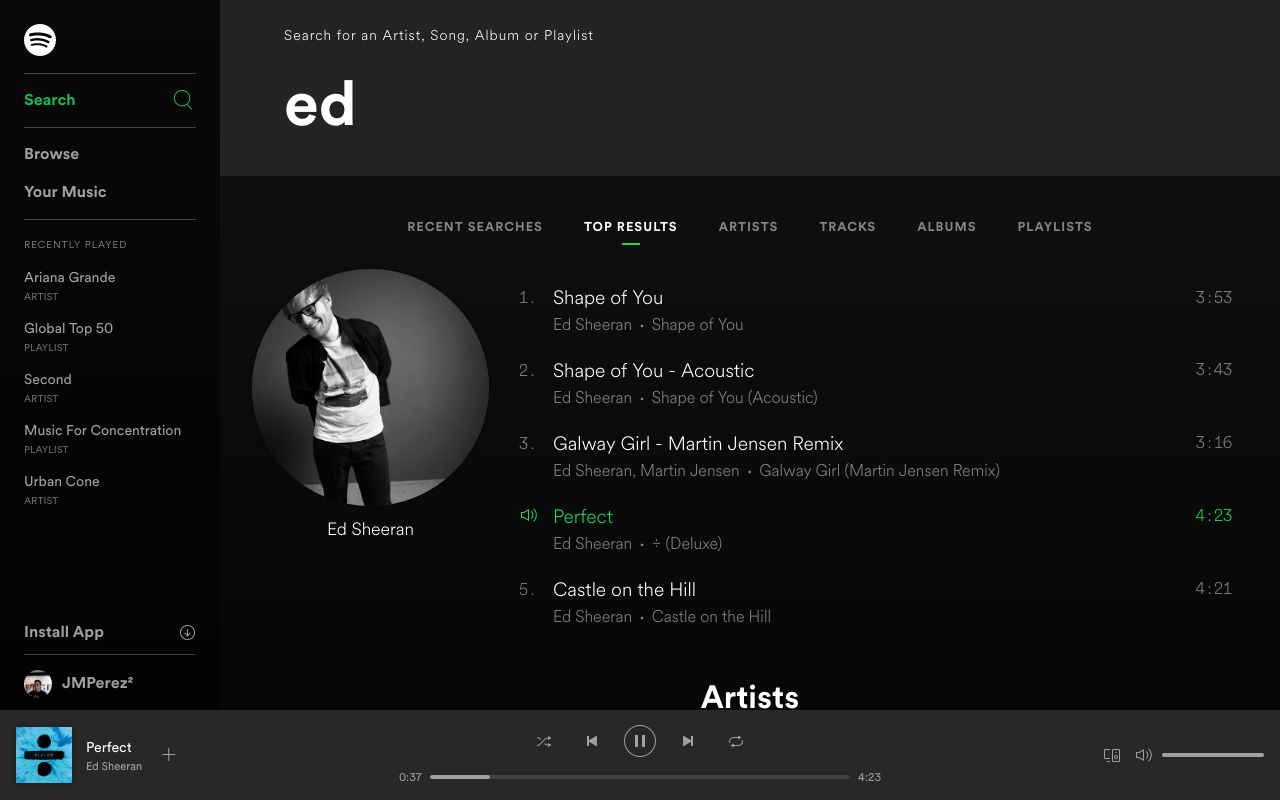 Search for an Artist, Song, Album or Playlist
ed
Search
Browse
Your Music
RECENTLY PLAYED
Ariana Grande
ARTIST
Global Top 50
PLAYLIST
Second
ARTIST
Music For Concentration
PLAYLIST
Urban Cone
ARTIST
Install App
JMPerez²
RECENT SEARCHES TOP RESULTS ARTISTS TRACKS ALBUMS PLAYLISTS
Ed Sheeran
1. Shape of You 3:53
Ed Sheeran • Shape of You
2. Shape of You - Acoustic 3:43
Ed Sheeran • Shape of You (Acoustic)
3. Galway Girl - Martin Jensen Remix 3:16
Ed Sheeran, Martin Jensen • Galway Girl (Martin Jensen Remix)
Perfect 4:23
Ed Sheeran • ÷ (Deluxe)
5. Castle on the Hill 4:21
Ed Sheeran • Castle on the Hill
Artists
Perfect
Ed Sheeran
0:37 4:23